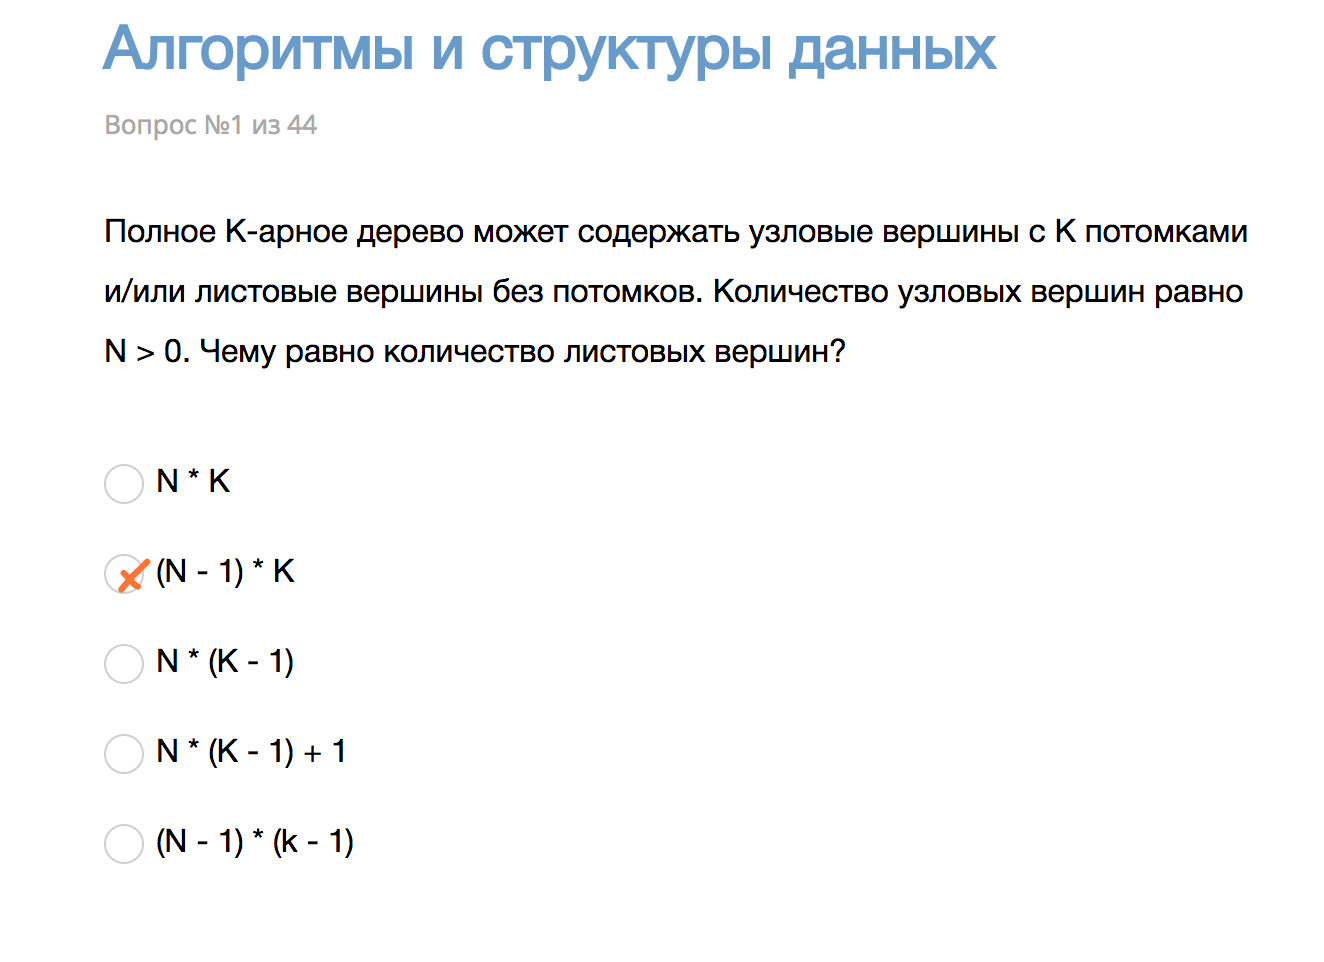 Алгоритмы и структуры данных
Вопрос №1 из 44
Полное К-арное дерево может содержать узловые вершины с К потомками
и/или листовые вершины без потомков. Количество узловых вершин равно
N > 0. Чему равно количество листовых вершин?
N * K
(N - 1) * K
N * (K - 1)
N * (K - 1) + 1
(N - 1) * (k - 1)